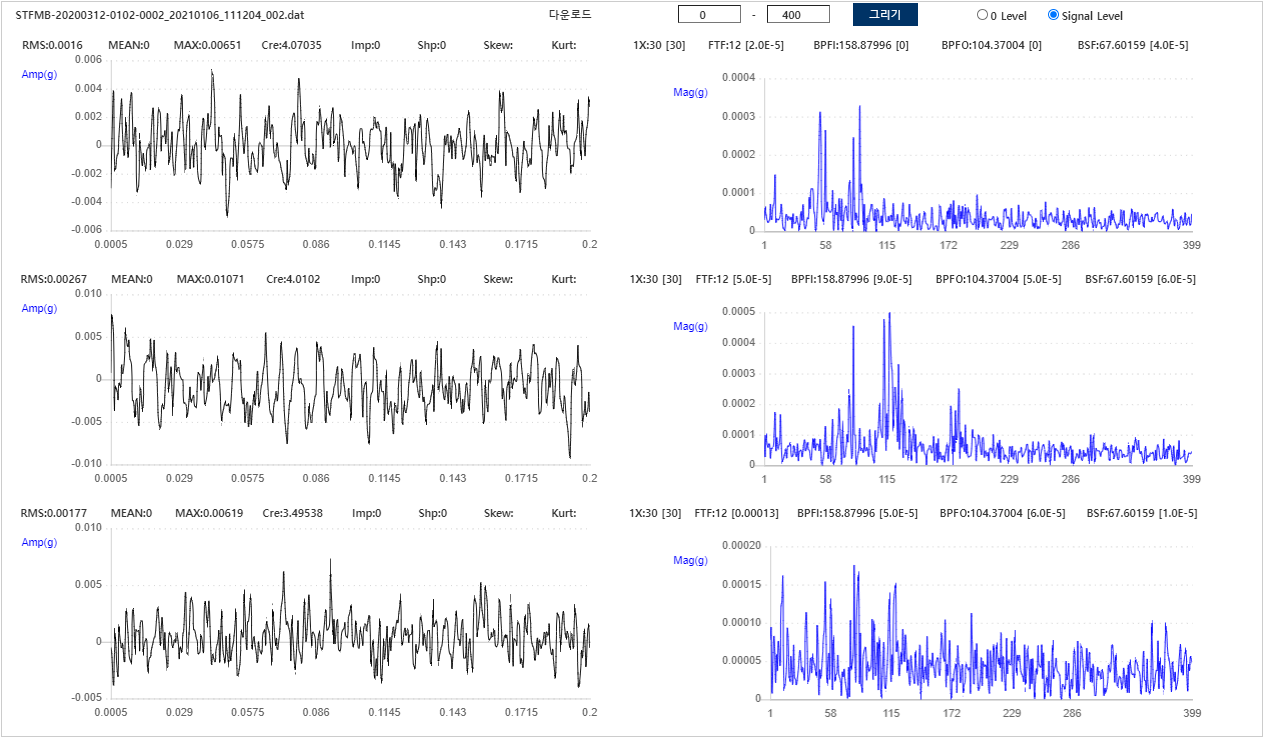 STFMB-20200312-0102-0002_20210106_111204_002.dat 다운로드 0 - 400 그리기 0 Level Signal Level
RMS:0.0016 MEAN:0 MAX:0.00651 Cre:4.07035 Imp:0 Shp:0 Skew: Kurt: 1X:30 [30] FTF:12 [2.0E-5] BPFI:158.87996 [0] BPFO:104.37004 [0] BSF:67.60159 [4.0E-5]
Amp(g)
0.006
0.004
0.002
0
-0.002
-0.004
-0.006
0.0005 0.029 0.0575 0.086 0.1145 0.143 0.1715 0.2
Mag(g)
0.0004
0.0003
0.0002
0.0001
0
1 58 115 172 229 286 399
RMS:0.00267 MEAN:0 MAX:0.01071 Cre:4.0102 Imp:0 Shp:0 Skew: Kurt: 1X:30 [30] FTF:12 [5.0E-5] BPFI:158.87996 [9.0E-5] BPFO:104.37004 [5.0E-5] BSF:67.60159 [6.0E-5]
Amp(g)
0.010
0.005
0
-0.005
-0.010
0.0005 0.029 0.0575 0.086 0.1145 0.143 0.1715 0.2
Mag(g)
0.0005
0.0004
0.0003
0.0002
0.0001
0
1 58 115 172 229 286 399
RMS:0.00177 MEAN:0 MAX:0.00619 Cre:3.49538 Imp:0 Shp:0 Skew: Kurt: 1X:30 [30] FTF:12 [0.00013] BPFI:158.87996 [5.0E-5] BPFO:104.37004 [6.0E-5] BSF:67.60159 [1.0E-5]
Amp(g)
0.010
0.005
0
-0.005
0.0005 0.029 0.0575 0.086 0.1145 0.143 0.1715 0.2
Mag(g)
0.00020
0.00015
0.00010
0.00005
0
1 58 115 172 229 286 399